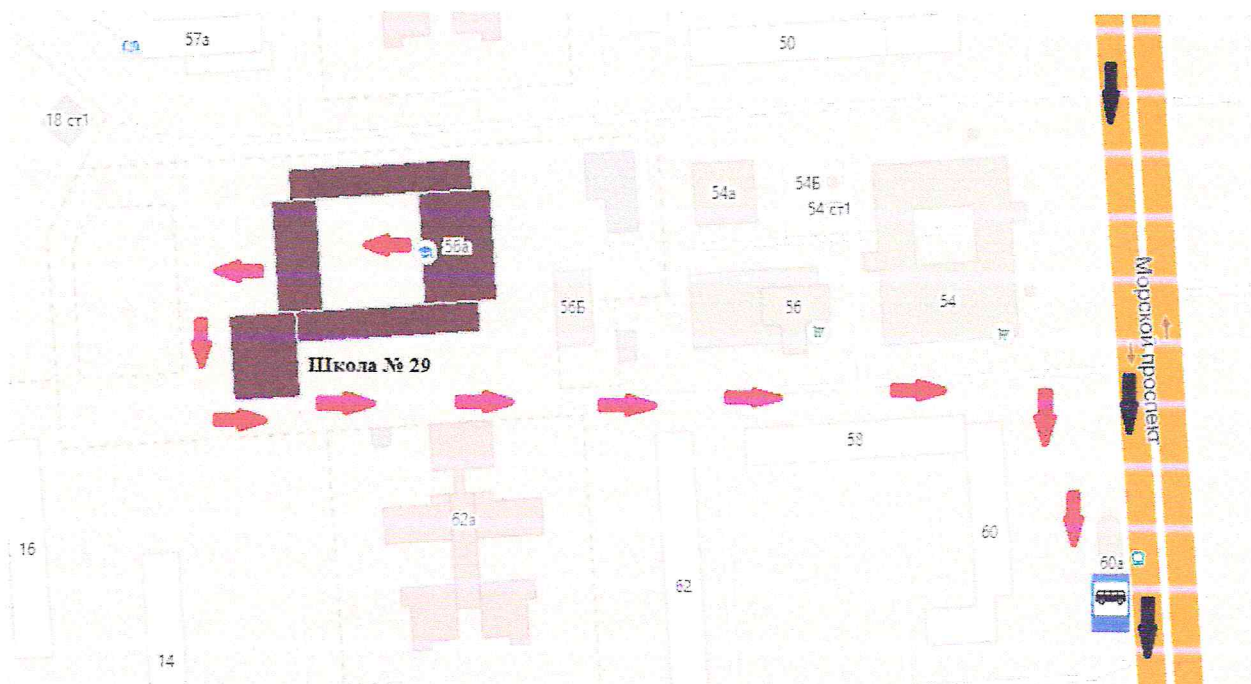 57а
50
18 ст1
54а
54Б
54 ст1
56а
56Б
56
54
Морской проспект
Школа № 29
58
62а
60
16
60а
62
14